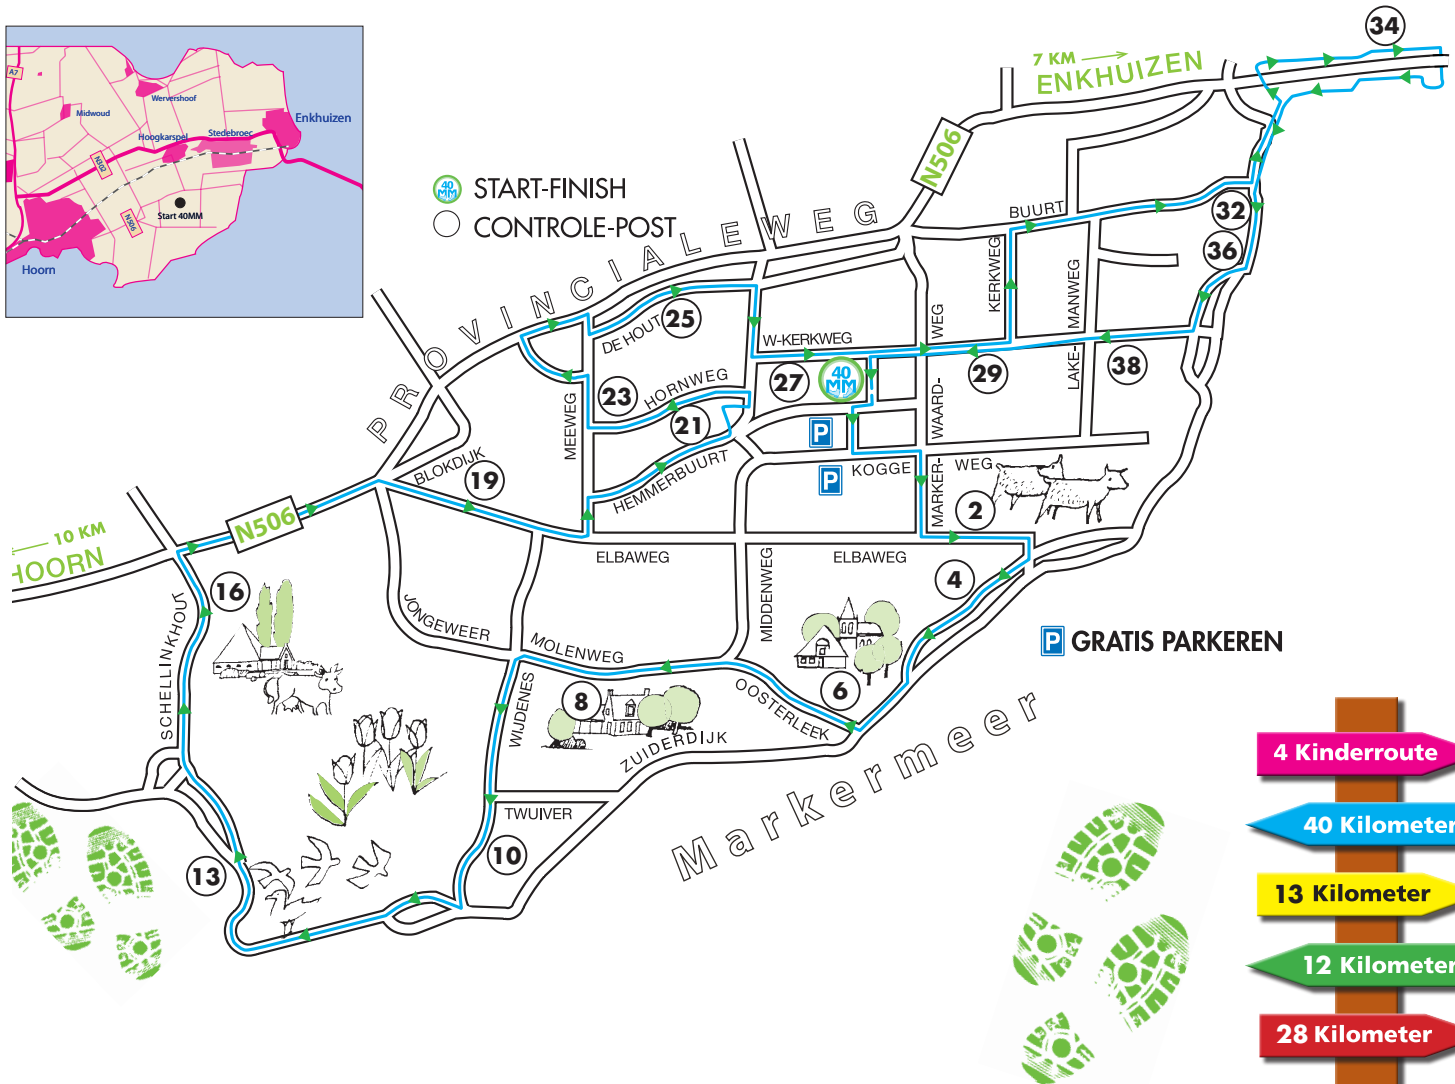 A7
Wervershoof
Midwoud
Enkhuizen
Hoogkarspel
Stedebroec
N302
N506
Start 40MM
Hoorn
40
MM
START-FINISH
CONTROLE-POST
PROVINCIALEWEG
7 KM
ENKHUIZEN
34
N506
BUURT
32
36
KERKWEG
MANWEG
LAKE-
WEG
WAARD-
MARKER-
DE HOUT
25
W-KERKWEG
27
40
MM
29
38
23
HORNWEG
21
MEEWEG
HEMMERBUURT
P
P
KOGGE
WEG
2
BLOKDIJK
19
N506
10 KM
HOORN
ELBAWEG
ELBAWEG
4
MIDDENWEG
16
SCHELLINKHOUT
JONGEWEER
MOLENWEG
WIJDENES
8
6
OOSTERLEEK
ZUIDERDIJK
TWUIVER
10
13
Markermeer
P GRATIS PARKEREN
4 Kinderroute
40 Kilometer
13 Kilometer
12 Kilometer
28 Kilometer